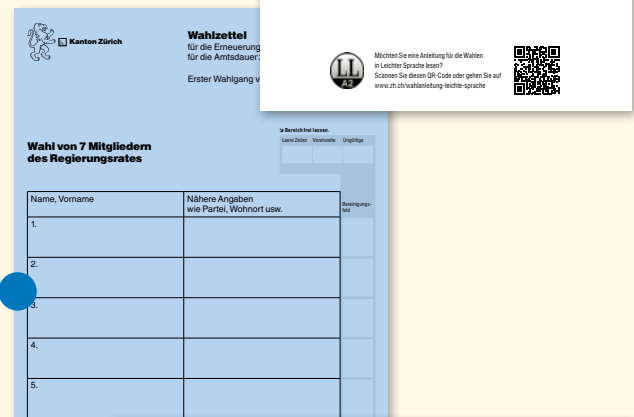 Kanton Zürich
Wahlzettel
für die Erneuerung
für die Amtsdauer
Erster Wahlgang v
Möchten Sie eine Anleitung für die Wahlen
in Leichter Sprache lesen?
Scannen Sie diesen QR-Code oder gehen Sie auf
www.zh.ch/wahlanleitung-leichte-sprache
LL
A2
Bereich frei lassen.
Leere Zeilen Vereinzelte Ungültige
Wahl von 7 Mitgliedern
des Regierungsrates
Name, Vorname
Nähere Angaben
wie Partei, Wohnort usw.
Bereinigungs-
feld
1.
2.
3.
4.
5.